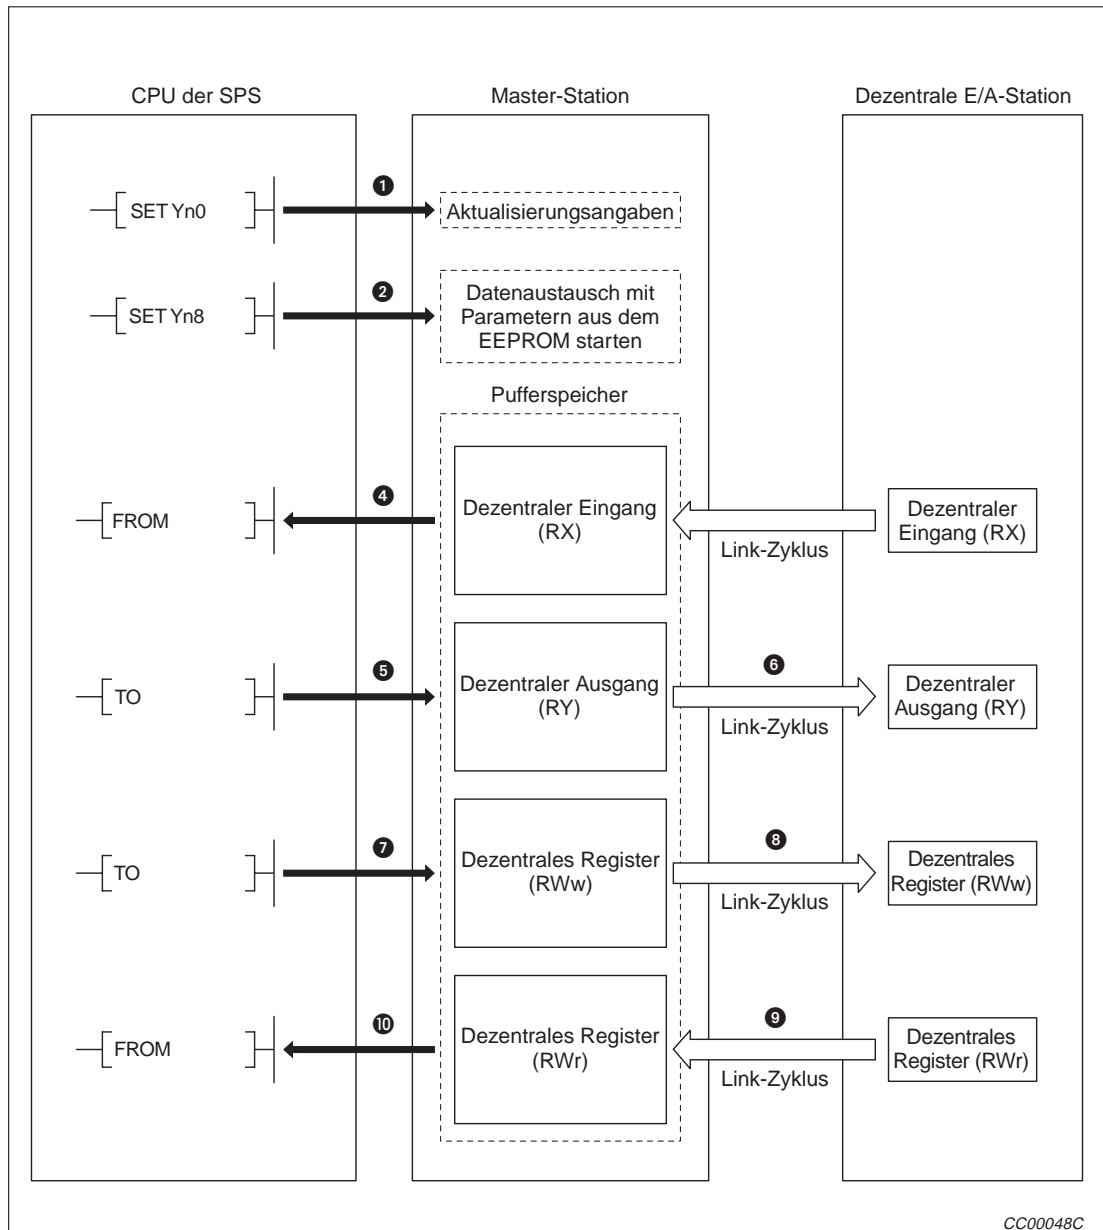 CPU der SPS
Master-Station
Dezentrale E/A-Station
SET Yn0
❶
Aktualisierungsangaben
SET Yn8
❷
Datenaustausch mit
Parametern aus dem
EEPROM starten
Pufferspeicher
FROM
❹
Dezentraler Eingang
(RX)
Link-Zyklus
Dezentraler
Eingang (RX)
TO
❺
Dezentraler Ausgang
(RY)
❻
Link-Zyklus
Dezentraler
Ausgang (RY)
TO
❼
Dezentrales Register
(RWw)
❽
Link-Zyklus
Dezentrales
Register (RWw)
FROM
❿
Dezentrales Register
(RWr)
❾
Link-Zyklus
Dezentrales
Register (RWr)
CC00048C